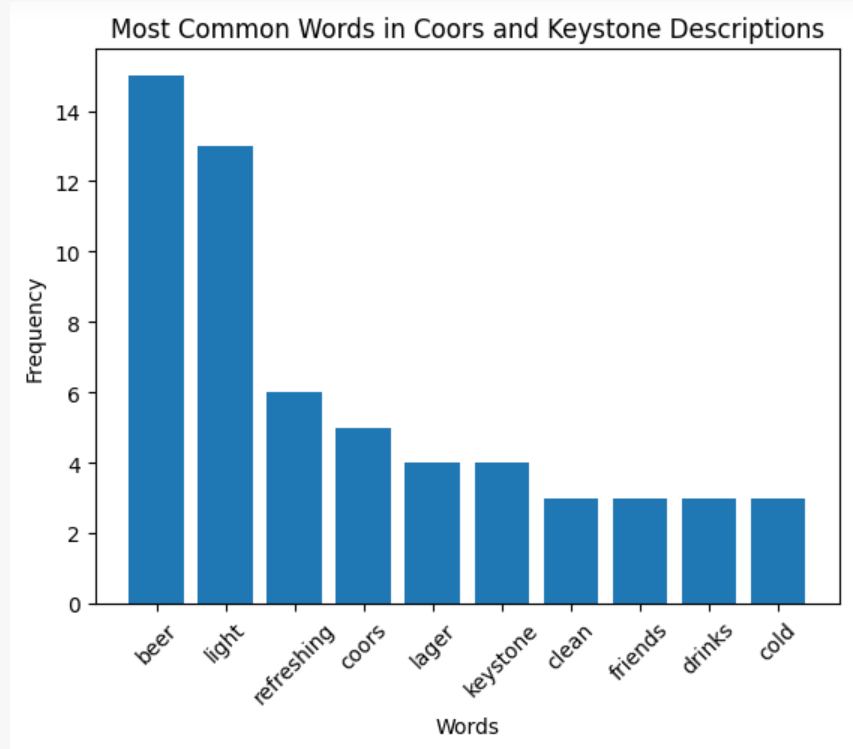 Most Common Words in Coors and Keystone Descriptions
14
12
10
8
6
4
2
0
Frequency
beer
light
refreshing
coors
lager
keystone
clean
friends
drinks
cold
Words